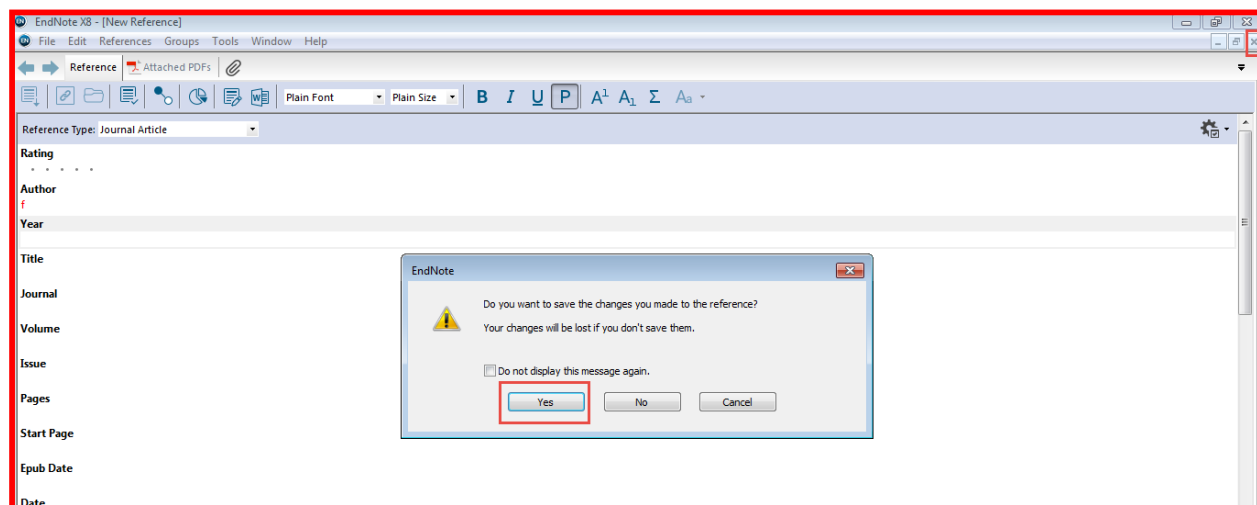 EndNote X8 - [New Reference]
File Edit References Groups Tools Window Help
Reference Attached PDFs
Plain Font Plain Size B I U P A1 A1 Σ Aa
Reference Type: Journal Article
Rating
Author
f
Year
Title
Journal
Volume
Issue
Pages
Start Page
Epub Date
Date
EndNote
Do you want to save the changes you made to the reference?
Your changes will be lost if you don't save them.
Do not display this message again.
Yes No Cancel